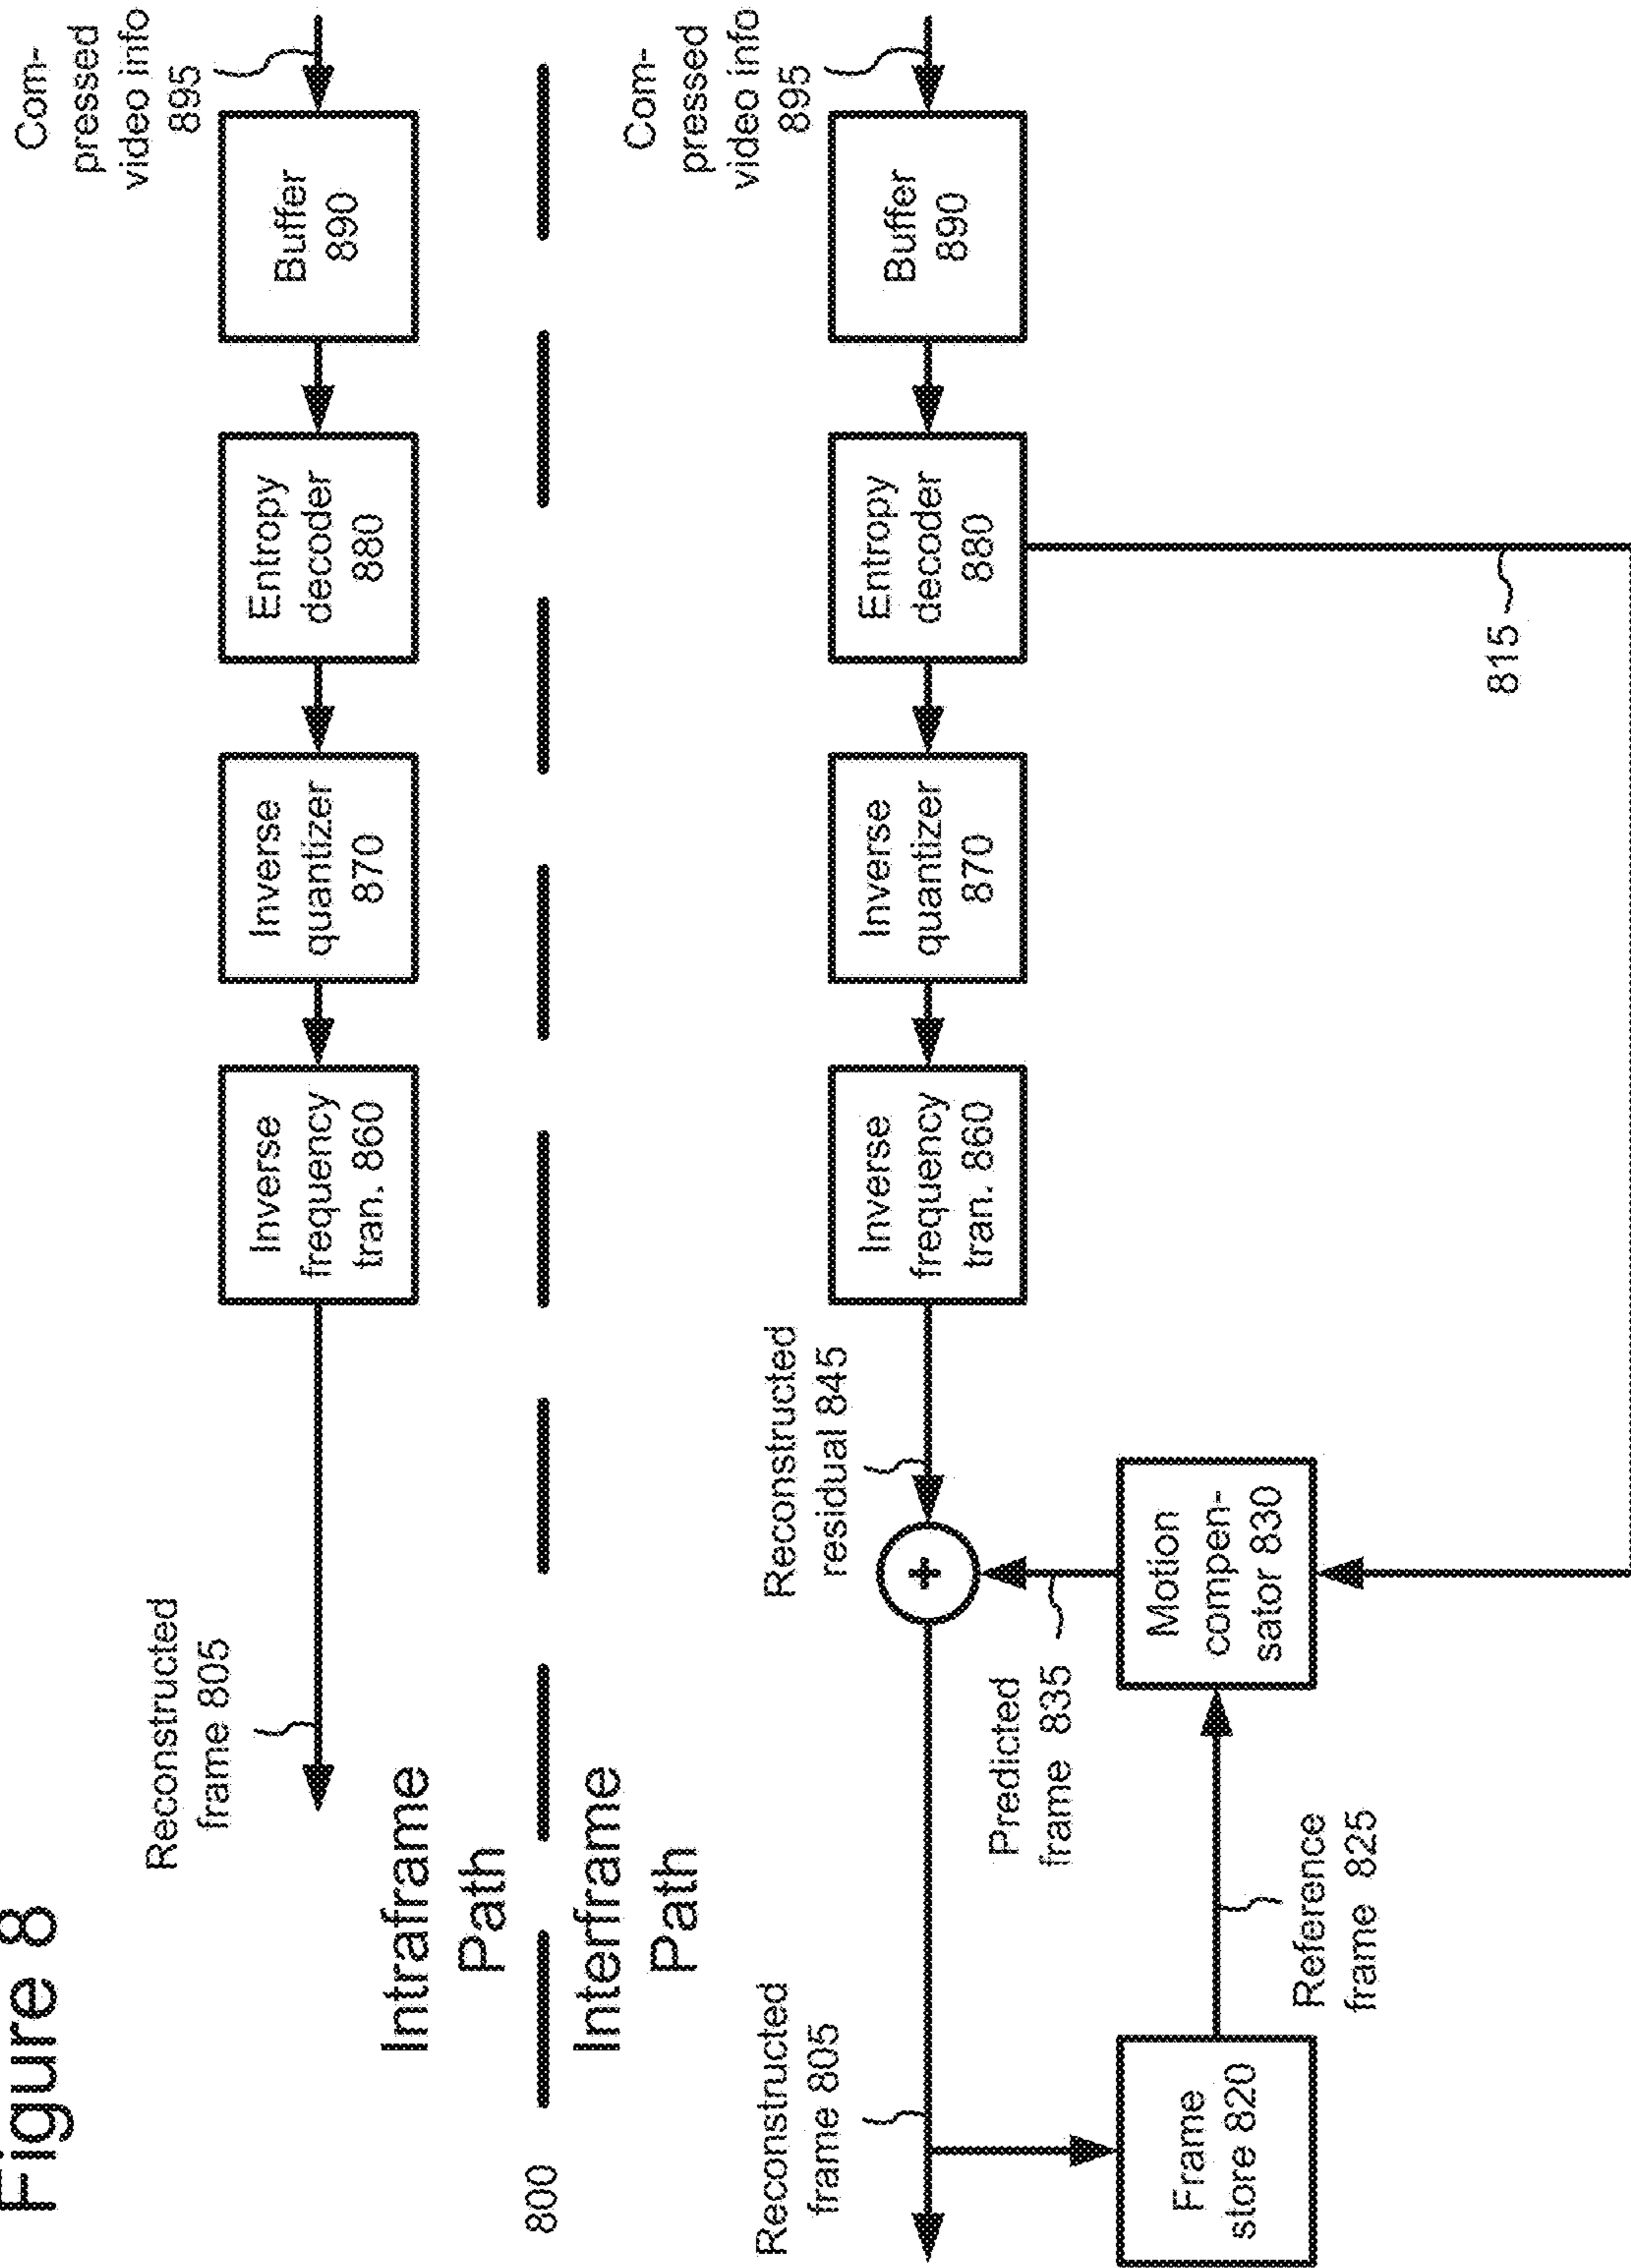 Figure 8
Reconstructed
frame 805
Com-
pressed
video info
895
Inverse
frequency
tran. 860
Inverse
quantizer
870
Entropy
decoder
880
Buffer
890
Intraframe
Path
800
Interframe
Path
Reconstructed
frame 805
Reconstructed
residual 845
Com-
pressed
video info
895
Inverse
frequency
tran. 860
Inverse
quantizer
870
Entropy
decoder
880
Buffer
890
+
Predicted
frame 835
Frame
store 820
Motion
compen-
sator 830
Reference
frame 825
815